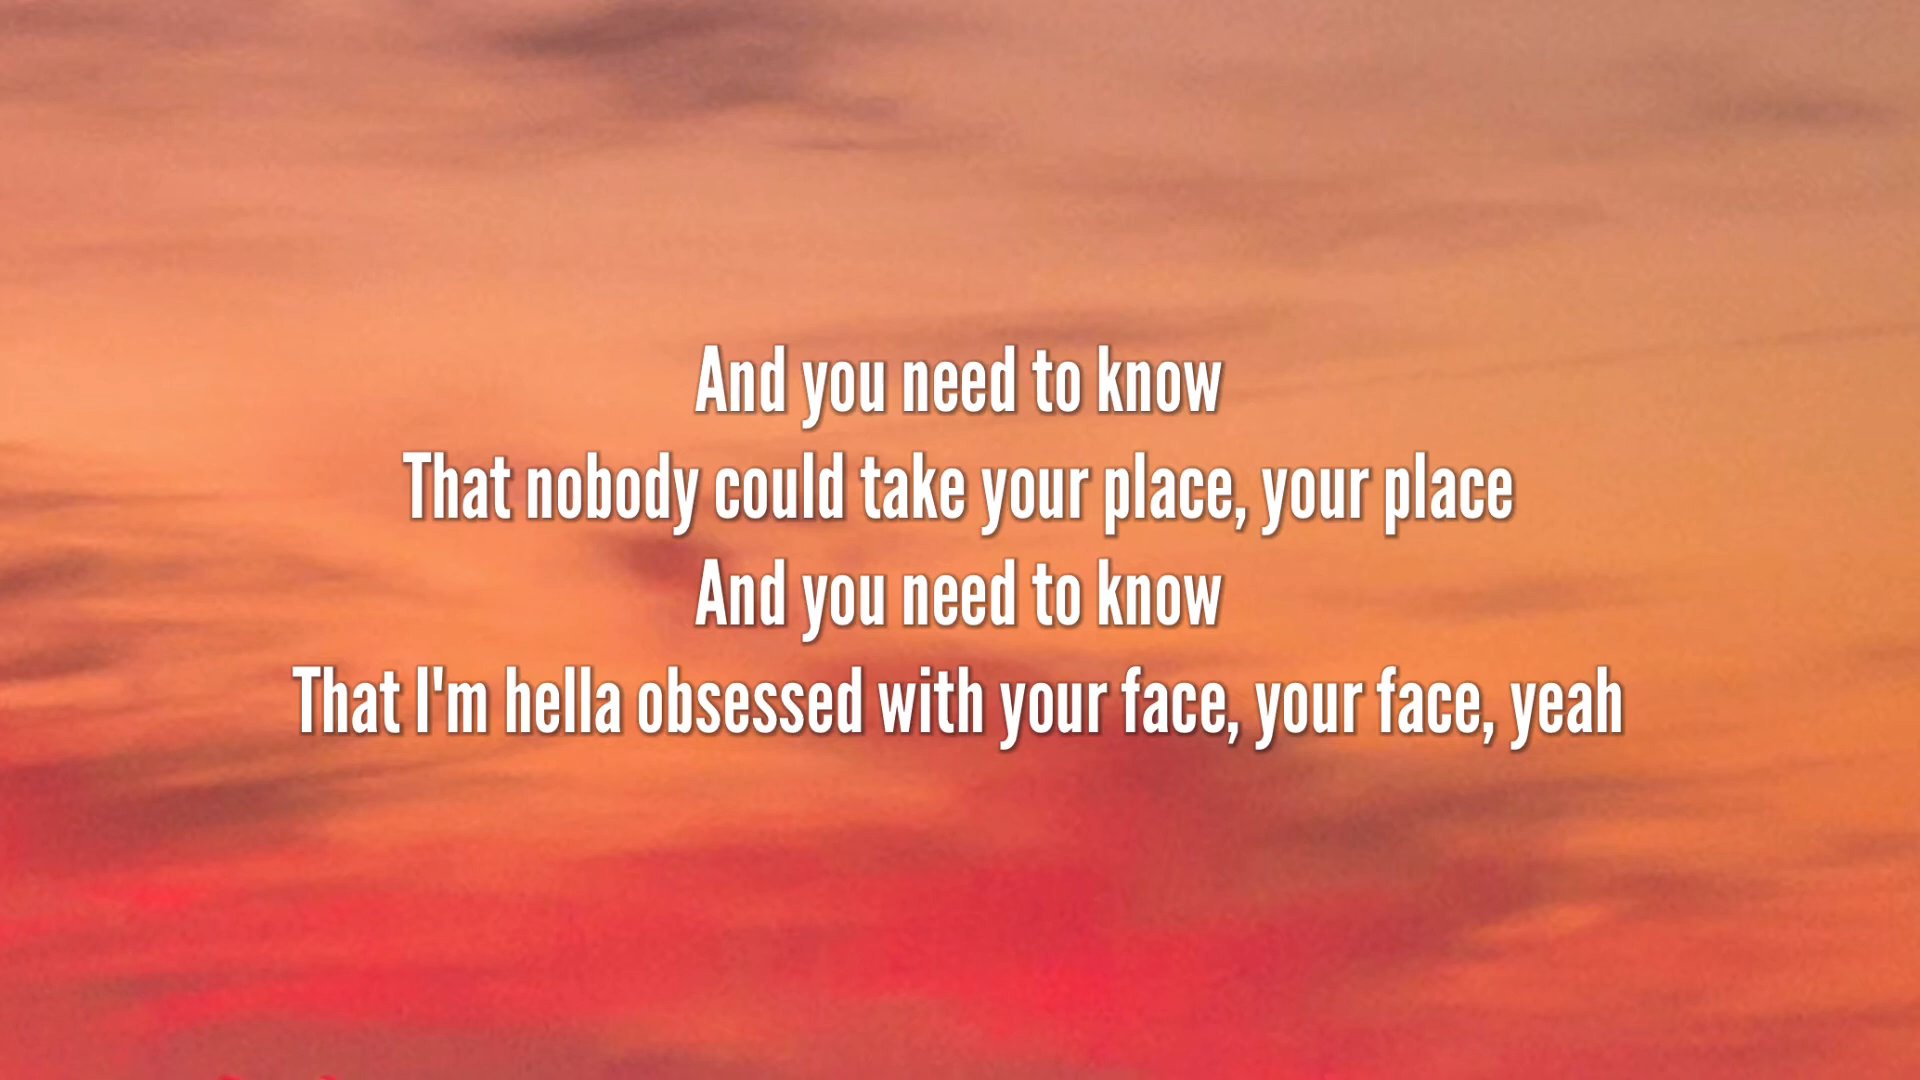 And you need to know
That nobody could take your place, your place
And you need to know
That I'm hella obsessed with your face, your face, yeah